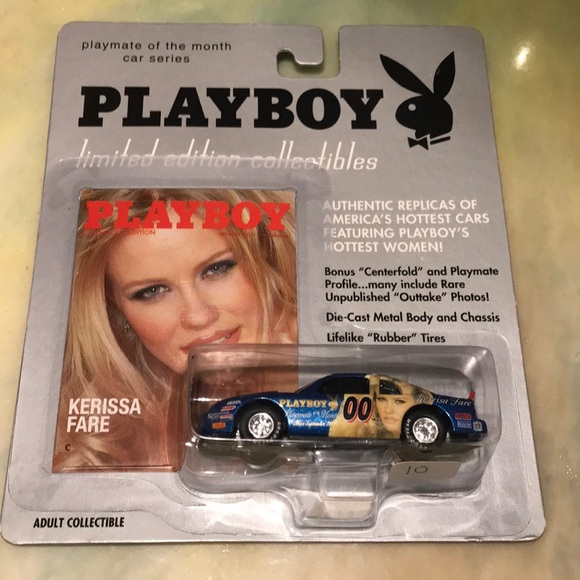 playmate of the month
car series
PLAYBOY
limited edition collectibles
PLAYBOY
AUTHENTIC REPLICAS OF
AMERICA'S HOTTEST CARS
FEATURING PLAYBOY'S
HOTTEST WOMEN!
Bonus "Centerfold" and Playmate
Profile...many include Rare
Unpublished "Outtake" Photos!
Die-Cast Metal Body and Chassis
Lifelike "Rubber" Tires
KERISSA
FARE
PLAYBOY
00
Fare
10
ADULT COLLECTIBLE